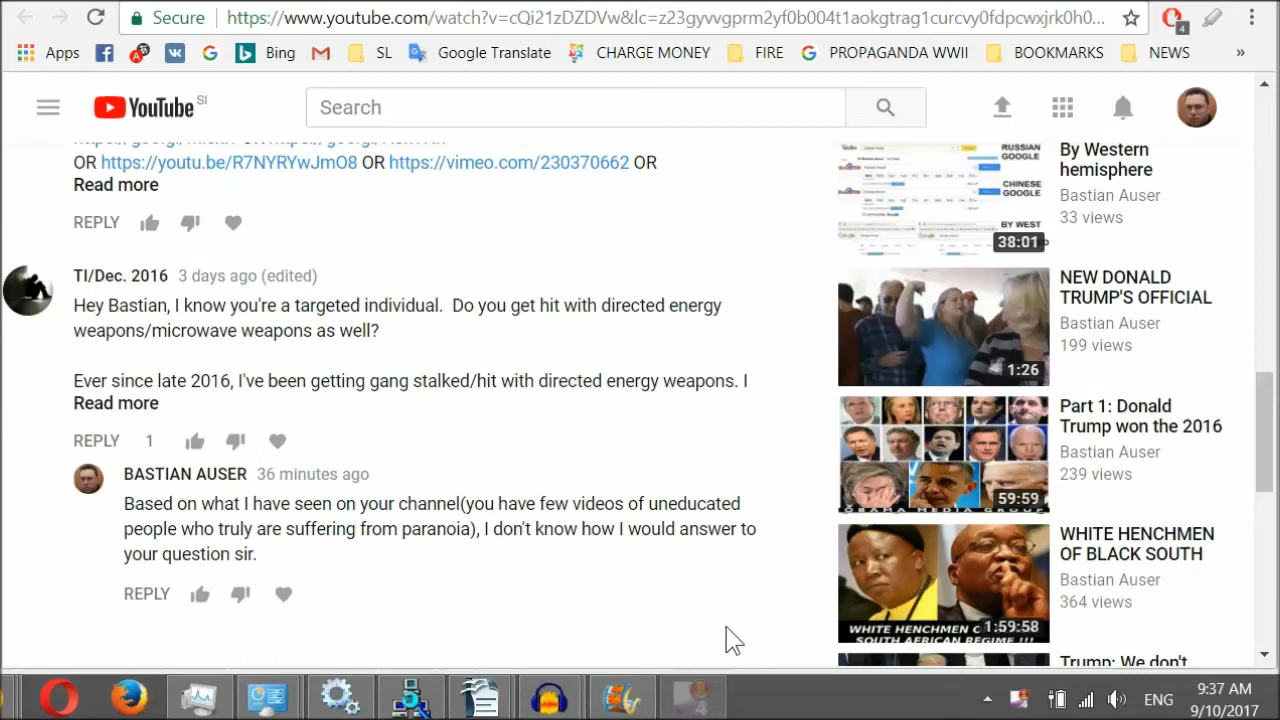 Secure https://www.youtube.com/watch?v=cQi21zDZDVw&lc=z23gyvvgprm2yf0b004t1aokgtrag1curcvy0fdpcwxjrk0h0... 4
Apps Bing SL Google Translate CHARGE MONEY FIRE PROPAGANDA WWII BOOKMARKS NEWS »
YouTube SI Search
OR https://youtu.be/R7NYRYwJmO8 OR https://vimeo.com/230370662 OR
Read more
REPLY
TI/Dec. 2016 3 days ago (edited)
Hey Bastian, I know you're a targeted individual. Do you get hit with directed energy
weapons/microwave weapons as well?
Ever since late 2016, I've been getting gang stalked/hit with directed energy weapons. I
Read more
REPLY 1
BASTIAN AUSER 36 minutes ago
Based on what I have seen on your channel(you have few videos of uneducated
people who truly are suffering from paranoia), I don't know how I would answer to
your question sir.
REPLY
RUSSIAN
GOOGLE
CHINESE
GOOGLE
BY WEST
38:01
By Western
hemisphere
Bastian Auser
33 views
1:26
NEW DONALD
TRUMP'S OFFICIAL
Bastian Auser
199 views
59:59
OBAMA MEDIA GROUP
Part 1: Donald
Trump won the 2016
Bastian Auser
239 views
WHITE HENCHMEN
1:59:58
SOUTH AFRICAN REGIME !!!
WHITE HENCHMEN
OF BLACK SOUTH
Bastian Auser
364 views
Trump: We don't
ENG
9:37 AM
9/10/2017